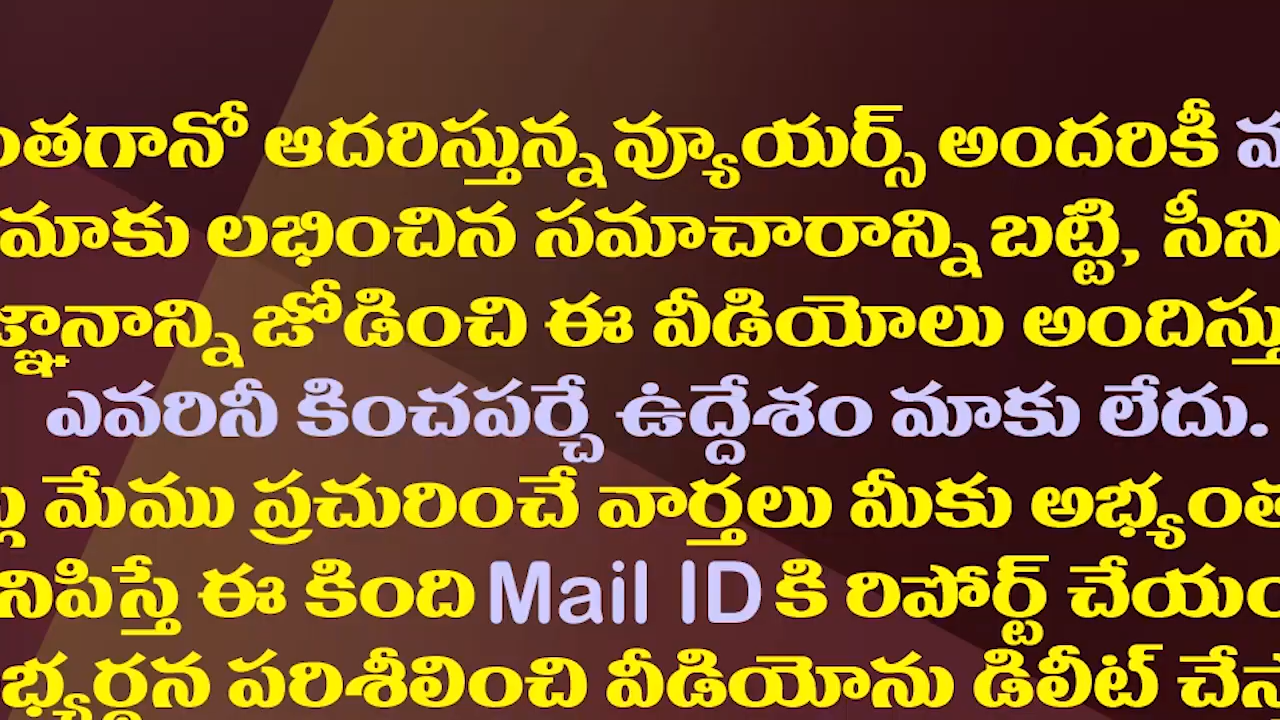 ంతగానో ఆదరిస్తున్న వ్యూయర్స్ అందరికీ
మాకు లభించిన సమాచారాన్ని బట్టి, సీని
జ్ఞానాన్ని జోడించి ఈ వీడియోలు అందిస్తు
ఎవరినీ కించపర్చే ఉద్దేశం మాకు లేదు.
మేము ప్రచురించే వార్తలు మీకు అభ్యంత
నిపిస్తే ఈ కింది Mail ID కి రిపోర్ట్ చేయం
భ్యర్థన పరిశీలించి వీడియోను డిలీట్ చేస